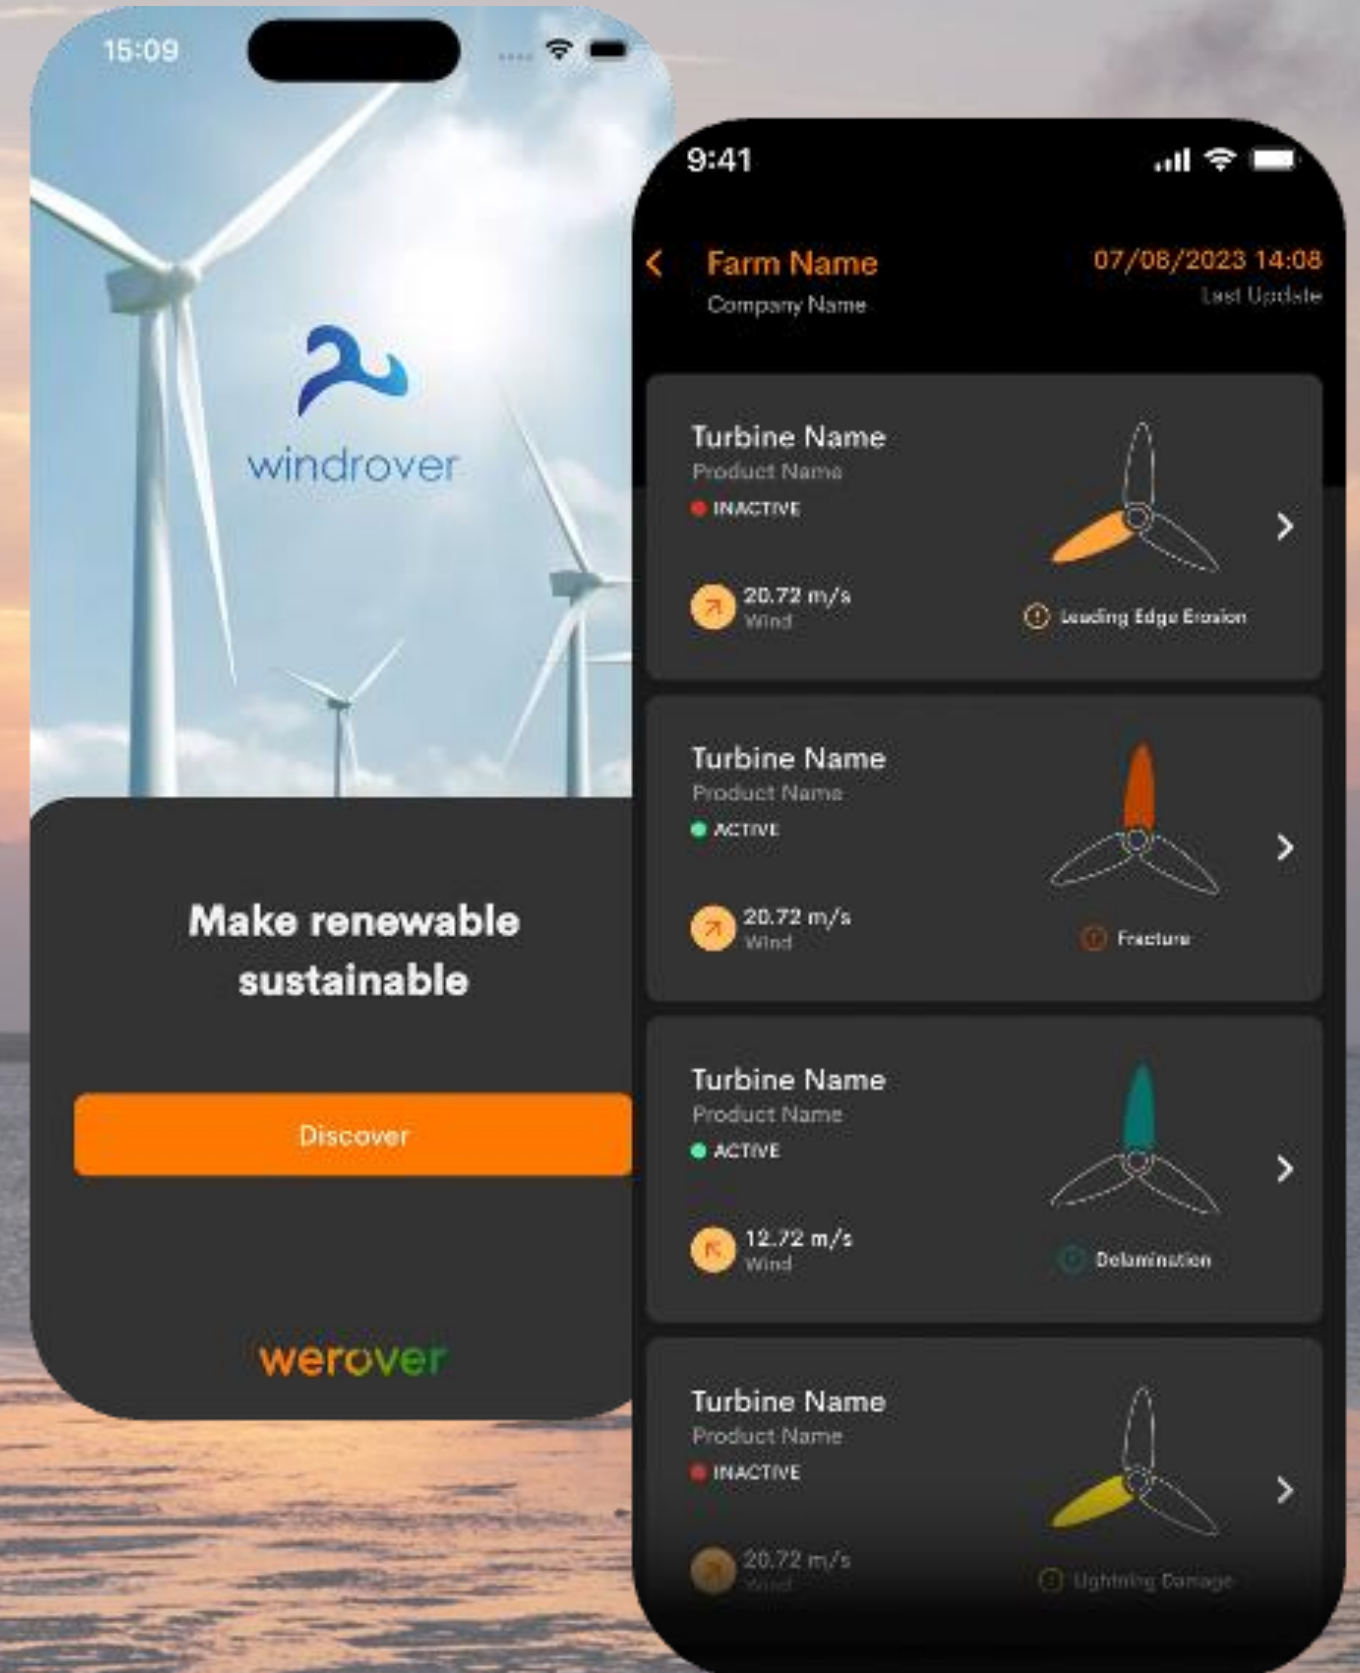 15:09
windrover
Make renewable
sustainable
Discover
werover
9:41
Farm Name
Company Name
07/08/2023 14:08
Last Update
Turbine Name
Product Name
INACTIVE
20.72 m/s
Wind
Leading Edge Erosion
Turbine Name
Product Name
ACTIVE
20.72 m/s
Wind
Fracture
Turbine Name
Product Name
ACTIVE
12.72 m/s
Wind
Delamination
Turbine Name
Product Name
INACTIVE
20.72 m/s
Wind
Lightning Damage